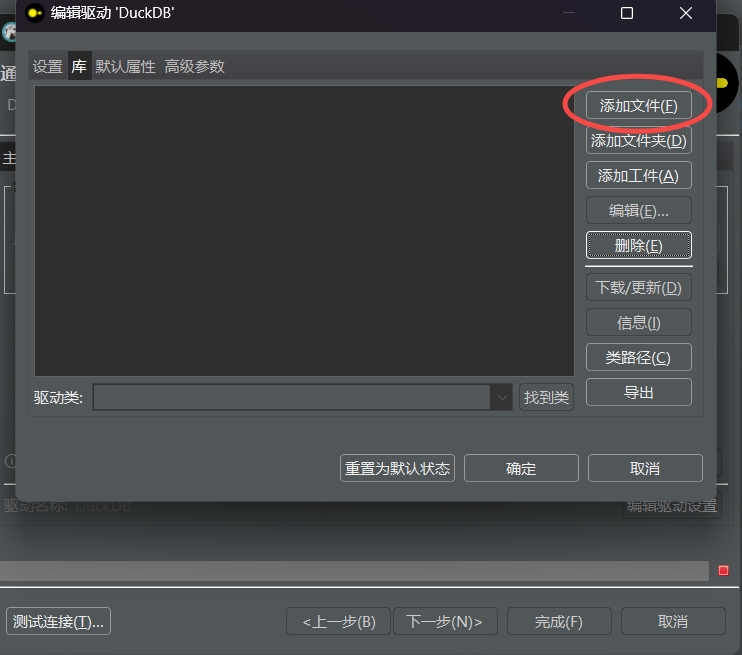 编辑驱动 'DuckDB'
通
D
设置 库 默认属性 高级参数
添加文件(F)
添加文件夹(D)
主
添加工件(A)
编辑(E)...
删除(E)
下载/更新(D)
信息(I)
类路径(C)
导出
驱动类:
找到类
重置为默认状态
确定
取消
驱动名称: DuckDB
编辑驱动设置
测试连接(T)...
<上一步(B)
下一步(N)>
完成(F)
取消